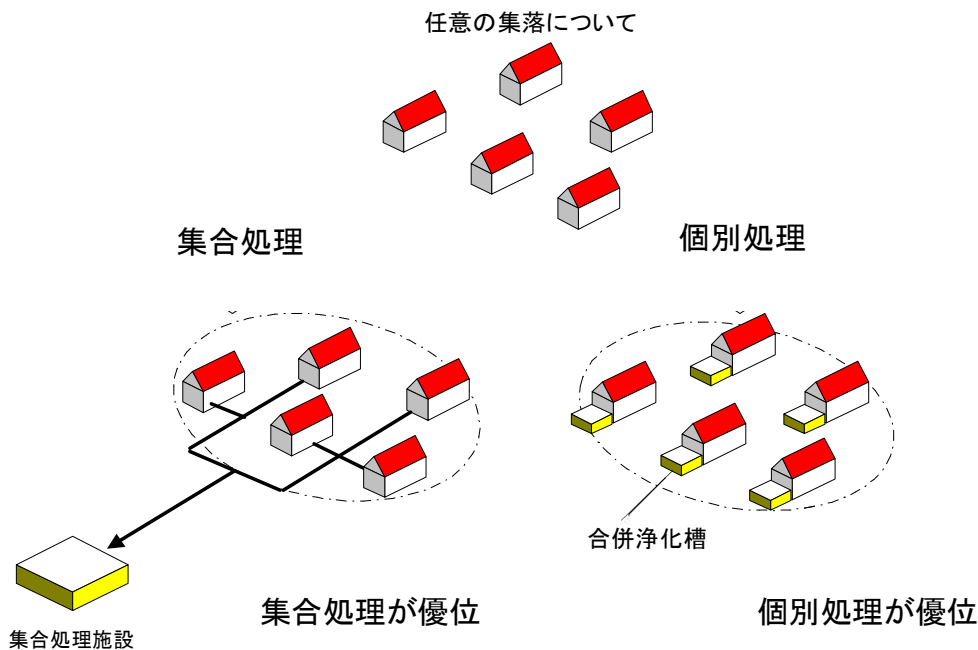 任意の集落について
集合処理
個別処理
合併浄化槽
集合処理が優位
個別処理が優位
集合処理施設